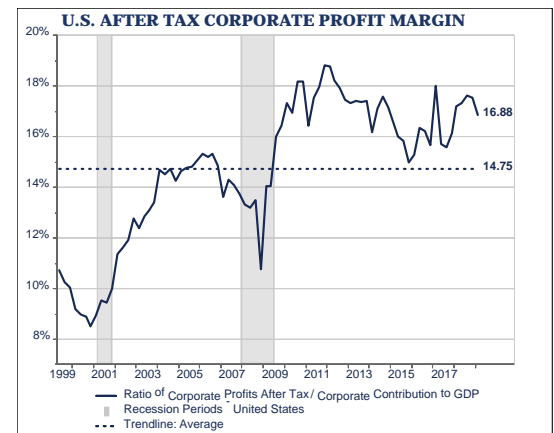 U.S. AFTER TAX CORPORATE PROFIT MARGIN
20%
18%
16%
14%
12%
10%
8%
16.88
14.75
1999 2001 2003 2005 2007 2009 2011 2013 2015 2017
Ratio of Corporate Profits After Tax/ Corporate Contribution to GDP
Recession Periods - United States
Trendline: Average